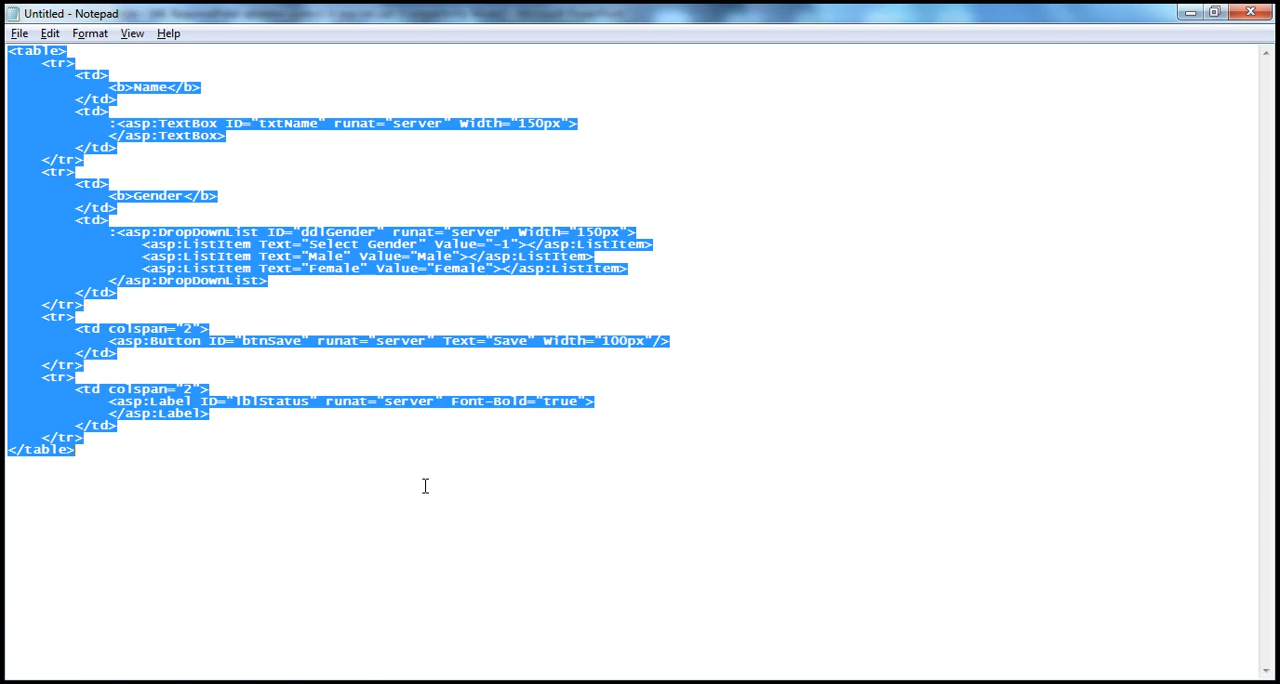 Untitled - Notepad
File Edit Format View Help
<table>
    <tr>
        <td>
            <b>Name</b>
        </td>
        <td>
            :<asp:TextBox ID="txtName" runat="server" Width="150px">
            </asp:TextBox>
        </td>
    </tr>
    <tr>
        <td>
            <b>Gender</b>
        </td>
        <td>
            :<asp:DropDownList ID="ddlGender" runat="server" Width="150px">
                <asp:ListItem Text="Select Gender" Value="-1"></asp:ListItem>
                <asp:ListItem Text="Male" Value="Male"></asp:ListItem>
                <asp:ListItem Text="Female" Value="Female"></asp:ListItem>
            </asp:DropDownList>
        </td>
    </tr>
    <tr>
        <td colspan="2">
            <asp:Button ID="btnSave" runat="server" Text="Save" Width="100px"/>
        </td>
    </tr>
    <tr>
        <td colspan="2">
            <asp:Label ID="lblStatus" runat="server" Font-Bold="true">
            </asp:Label>
        </td>
    </tr>
</table>